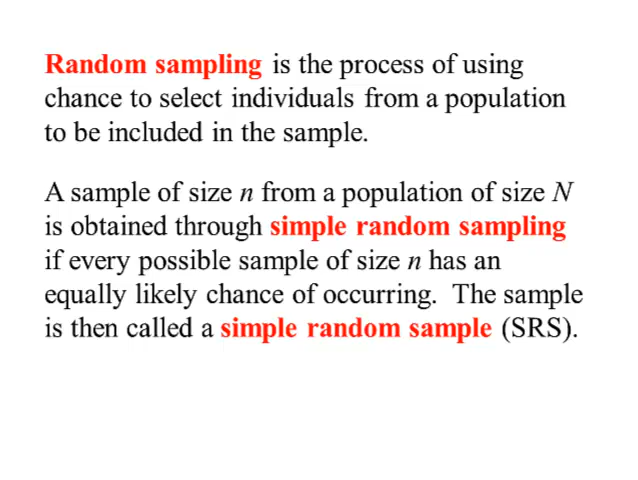 Random sampling is the process of using
chance to select individuals from a population
to be included in the sample.
A sample of size n from a population of size N
is obtained through simple random sampling
if every possible sample of size n has an
equally likely chance of occurring. The sample
is then called a simple random sample (SRS).